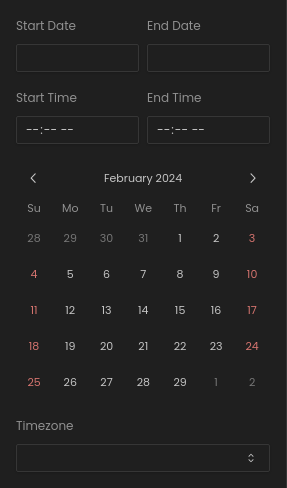 Start Date End Date
Start Time End Time
--:-- -- --:-- --
February 2024
Su Mo Tu We Th Fr Sa
28 29 30 31 1 2 3
4 5 6 7 8 9 10
11 12 13 14 15 16 17
18 19 20 21 22 23 24
25 26 27 28 29 1 2
Timezone